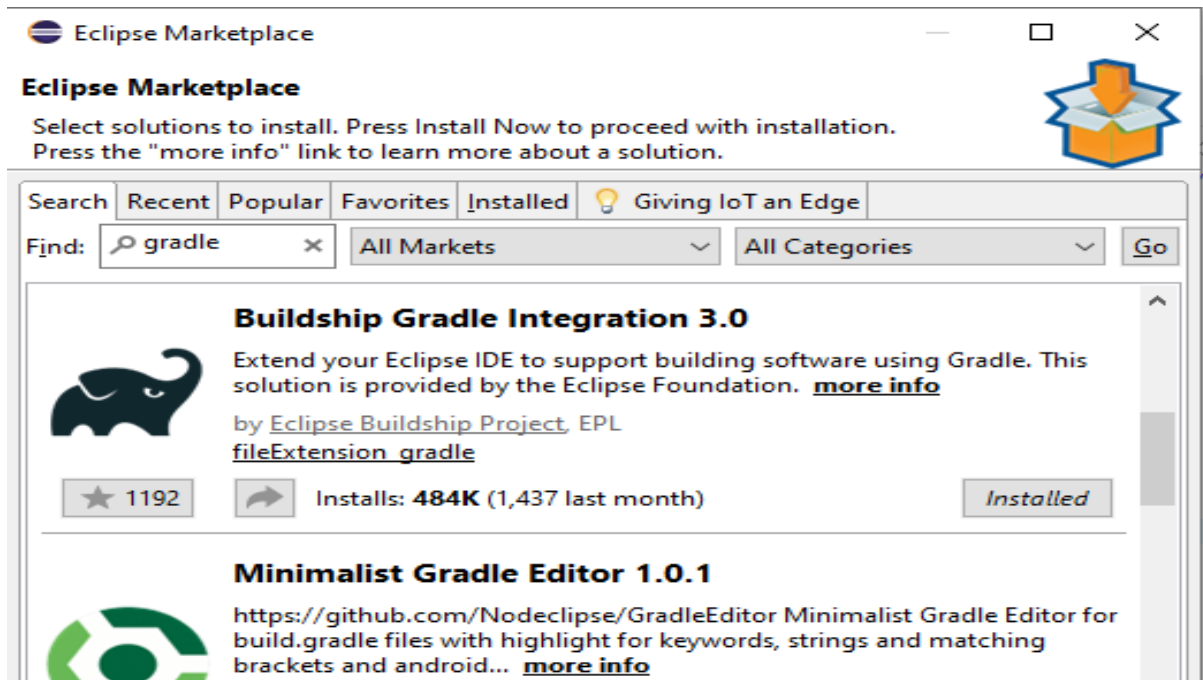 Eclipse Marketplace
Eclipse Marketplace
Select solutions to install. Press Install Now to proceed with installation.
Press the "more info" link to learn more about a solution.
Search Recent Popular Favorites Installed Giving IoT an Edge
Find: gradle All Markets All Categories Go
Buildship Gradle Integration 3.0
Extend your Eclipse IDE to support building software using Gradle. This
solution is provided by the Eclipse Foundation. more info
by Eclipse Buildship Project, EPL
fileExtension_gradle
1192 Installs: 484K (1,437 last month) Installed
Minimalist Gradle Editor 1.0.1
https://github.com/Nodeclipse/GradleEditor Minimalist Gradle Editor for
build.gradle files with highlight for keywords, strings and matching
brackets and android... more info